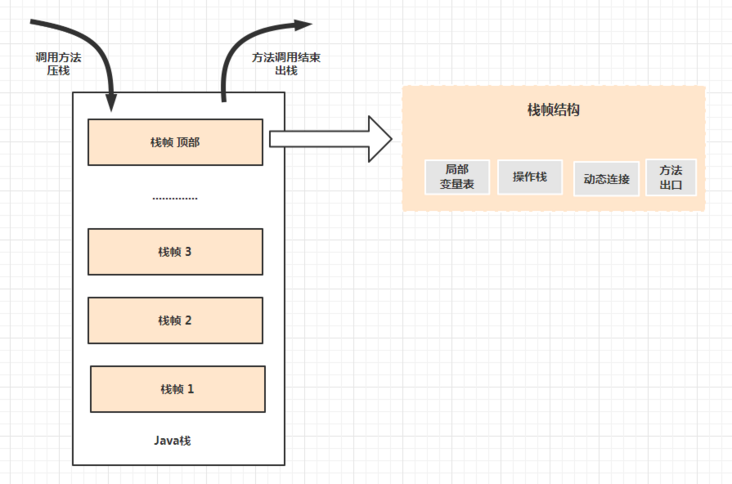 调用方法
压栈
方法调用结束
出栈
栈帧 顶部
..............
栈帧 3
栈帧 2
栈帧 1
Java栈
栈帧结构
局部
变量表
操作栈
动态连接
方法
出口